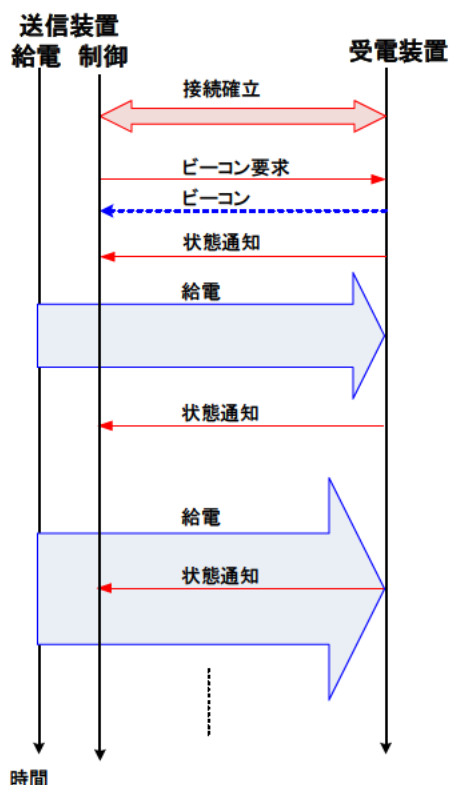 送信装置
給電 制御
受電装置
接続確立
ビーコン要求
ビーコン
状態通知
給電
状態通知
給電
状態通知
時間